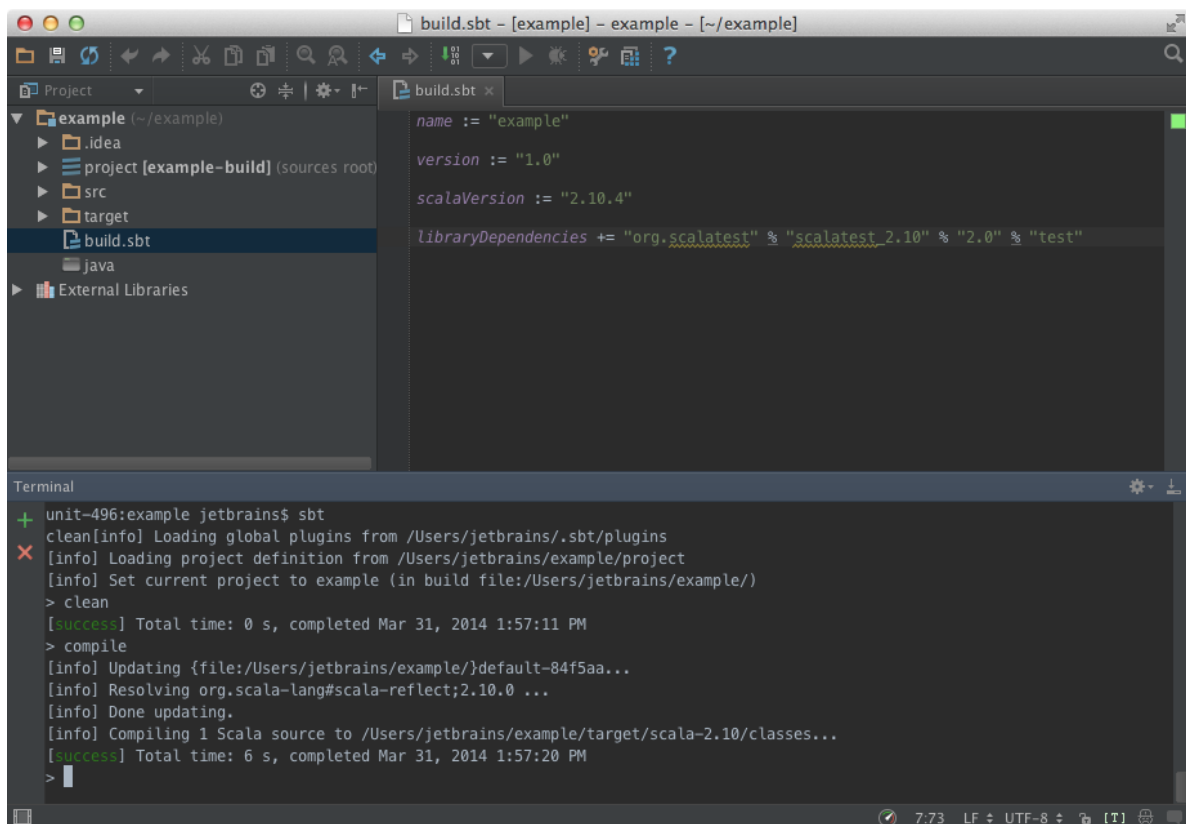 build.sbt – [example] – example – [~/example]
Project
build.sbt
example (~/example)
.idea
project [example-build] (sources root)
src
target
build.sbt
java
External Libraries
name := "example"
version := "1.0"
scalaVersion := "2.10.4"
libraryDependencies += "org.scalatest" % "scalatest_2.10" % "2.0" % "test"
Terminal
unit-496:example jetbrains$ sbt
clean[info] Loading global plugins from /Users/jetbrains/.sbt/plugins
[info] Loading project definition from /Users/jetbrains/example/project
[info] Set current project to example (in build file:/Users/jetbrains/example/)
> clean
[success] Total time: 0 s, completed Mar 31, 2014 1:57:11 PM
> compile
[info] Updating {file:/Users/jetbrains/example/}default-84f5aa...
[info] Resolving org.scala-lang#scala-reflect;2.10.0 ...
[info] Done updating.
[info] Compiling 1 Scala source to /Users/jetbrains/example/target/scala-2.10/classes...
[success] Total time: 6 s, completed Mar 31, 2014 1:57:20 PM
>
7:73 LF UTF-8 [T]